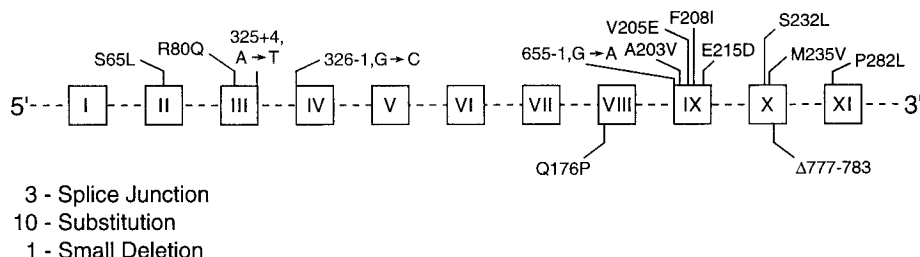 S65L
R80Q
325+4,
A → T
326-1,G → C
655-1,G → A
V205E
A203V
F208I
E215D
S232L
M235V
P282L
5'
I
II
III
IV
V
VI
VII
VIII
IX
X
XI
3'
Q176P
Δ777-783
3 - Splice Junction
10 - Substitution
1 - Small Deletion